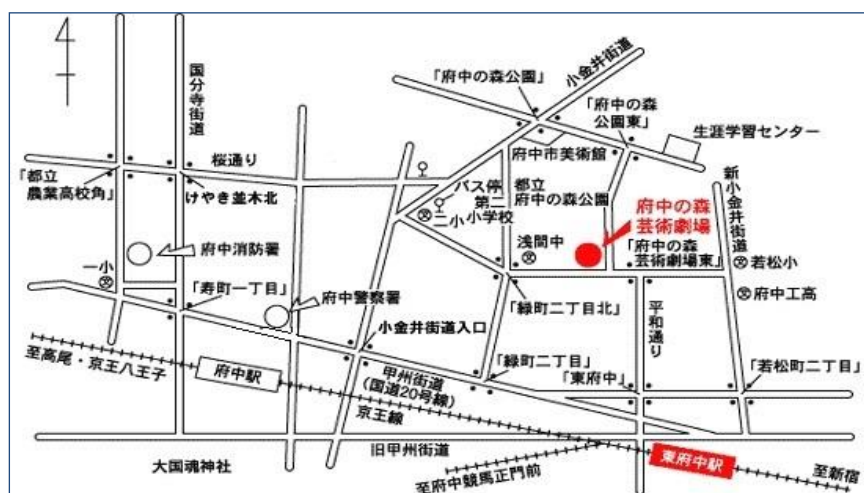 小金井街道
「府中の森公園」
「府中の森
公園東」
生涯学習センター
国分寺街道
府中市美術館
桜通り
バス停
第二
小学校
二小
都立
府中の森公園
新小金井街道
「都立
農業高校角」
けやき並木北
府中の森
芸術劇場
浅間中
「府中の森
芸術劇場東」
若松小
府中消防署
一小
「寿町一丁目」
府中警察署
「緑町二丁目北」
平和通り
府中工高
小金井街道入口
「緑町二丁目」
「東府中」
「若松町二丁目」
至高尾・京王八王子
府中駅
甲州街道
(国道20号線)
京王線
旧甲州街道
大国魂神社
東府中駅
至府中競馬正門前
至新宿